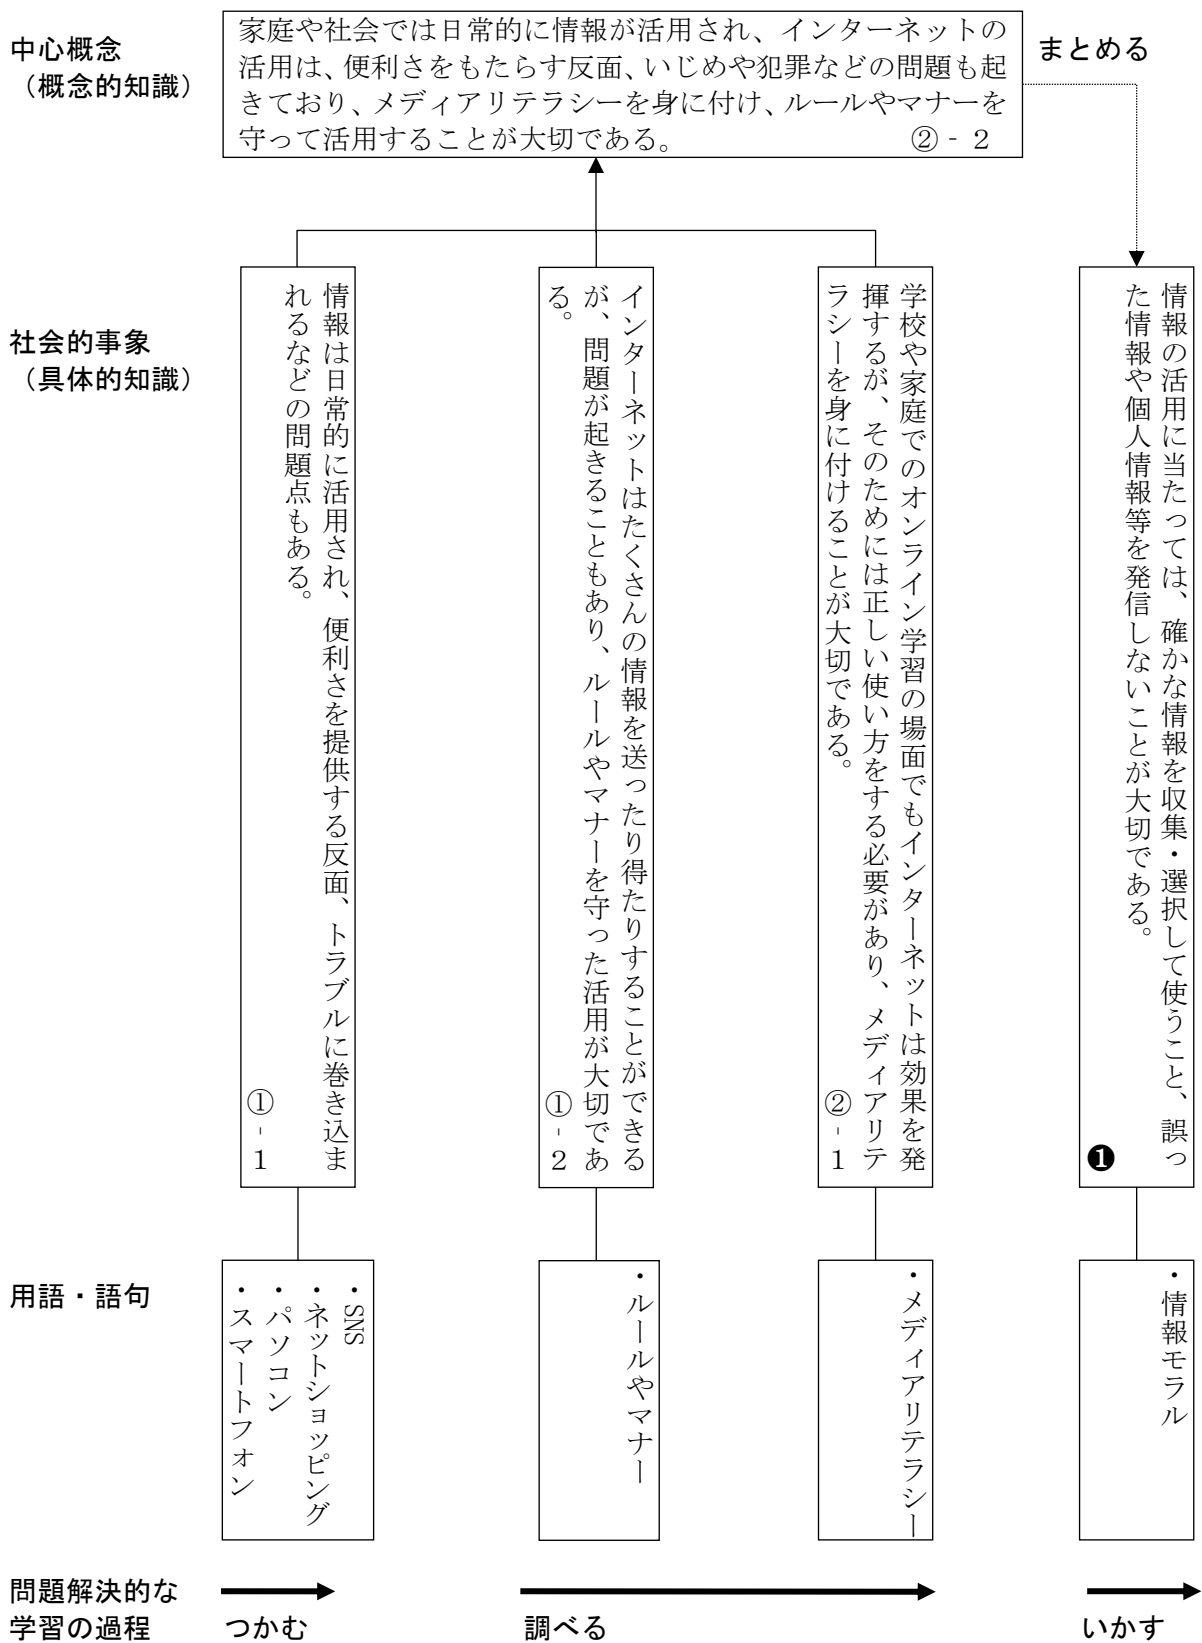 中心概念
（概念的知識）
家庭や社会では日常的に情報が活用され、インターネットの
活用は、便利さをもたらす反面、いじめや犯罪などの問題も起
きており、メディアリテラシーを身に付け、ルールやマナーを
守って活用することが大切である。 ②‐２
まとめる
社会的事象
（具体的知識）
情報は日常的に活用され、便利さを提供する反面、トラブルに巻き込ま
れるなどの問題点もある。
①‐１
インターネットはたくさんの情報を送ったり得たりすることができる
が、問題が起きることもあり、ルールやマナーを守った活用が大切であ
る。 ①‐２
学校や家庭でのオンライン学習の場面でもインターネットは効果を発
揮するが、そのためには正しい使い方をする必要があり、メディアリテ
ラシーを身に付けることが大切である。 ②‐１
情報の活用に当たっては、確かな情報を収集・選択して使うこと、誤っ
た情報や個人情報等を発信しないことが大切である。
❶
用語・語句
・SNS
・ネットショッピング
・パソコン
・スマートフォン
・ルールやマナー
・メディアリテラシー
・情報モラル
問題解決的な
学習の過程
つかむ
調べる
いかす